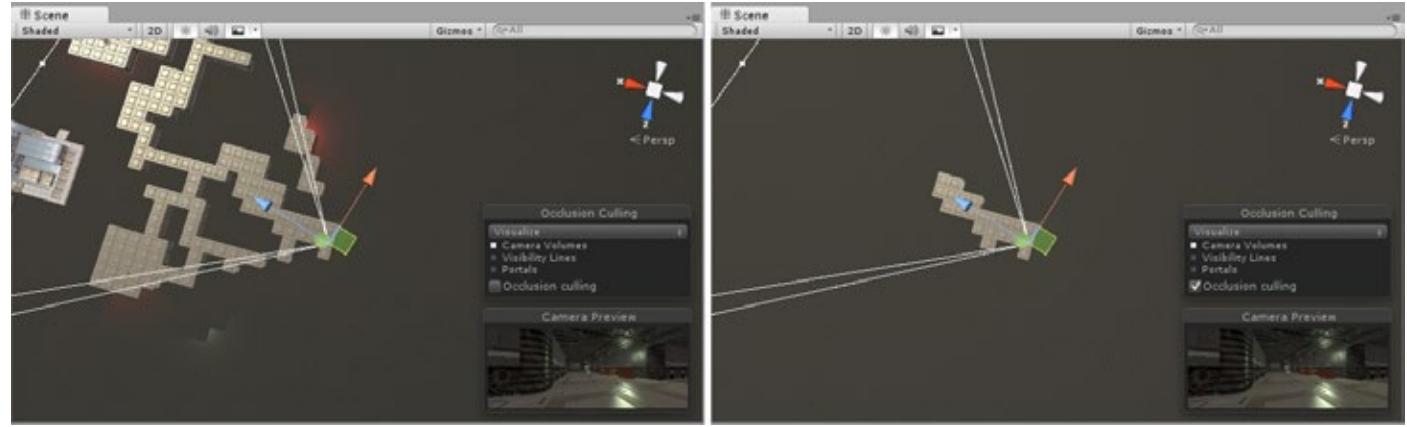 Scene
Shaded 2D Gizmos All
x
z
Persp
Occlusion Culling
Visualize
Camera Volumes
Visibility Lines
Portals
Occlusion culling
Camera Preview
Scene
Shaded 2D Gizmos All
x
z
Persp
Occlusion Culling
Visualize
Camera Volumes
Visibility Lines
Portals
Occlusion culling
Camera Preview